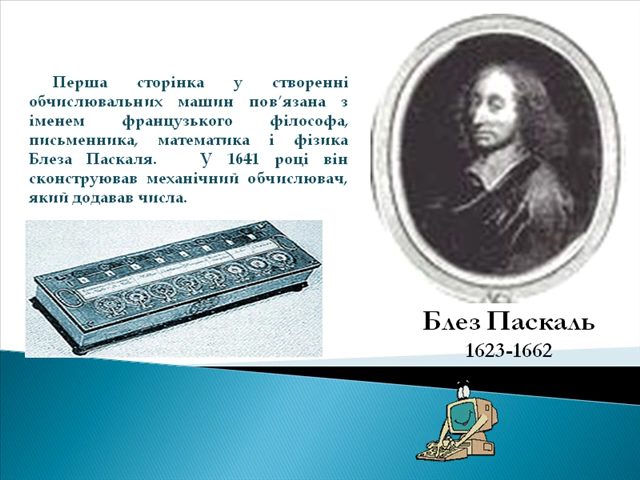 Перша сторінка у створенні
обчислювальних машин пов’язана з
іменем французького філософа,
письменника, математика і фізика
Блеза Паскаля. У 1641 році він
сконструював механічний обчислювач,
який додавав числа.
Блез Паскаль
1623-1662